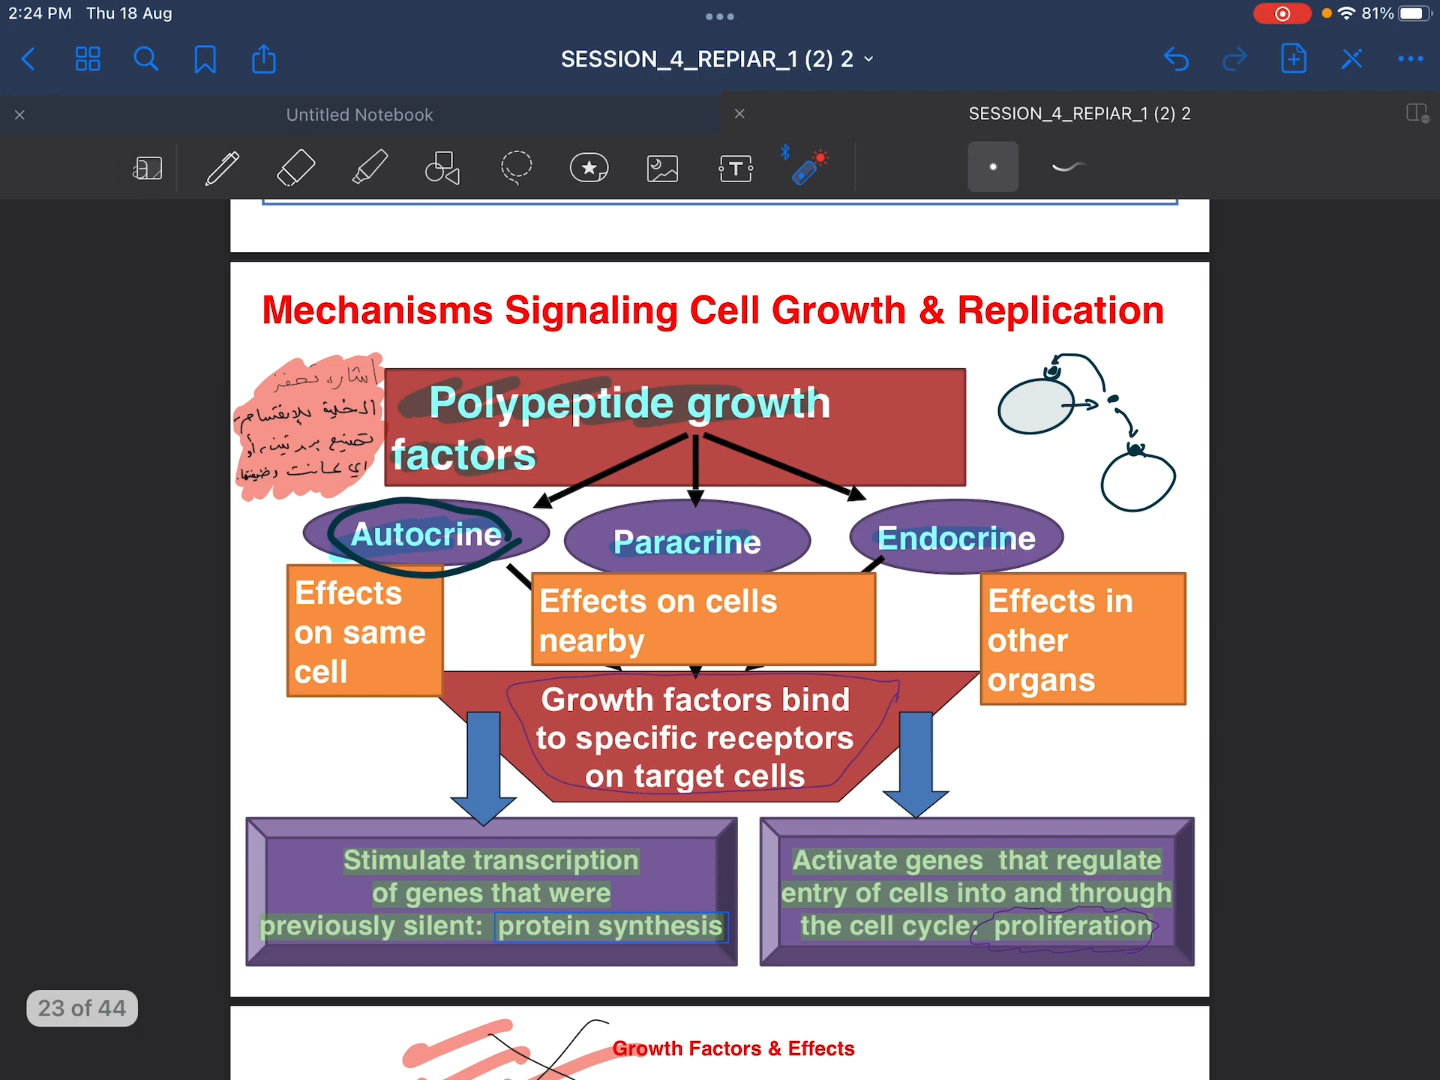 2:24 PM Thu 18 Aug
81%
SESSION_4_REPIAR_1 (2) 2
Untitled Notebook
SESSION_4_REPIAR_1 (2) 2
Mechanisms Signaling Cell Growth & Replication
اشاره تحفز
الخلية للإنقسام
تصنيع بروتين أو
اي كانت وضيفتها
Polypeptide growth
factors
Autocrine
Paracrine
Endocrine
Effects
on same
cell
Effects on cells
nearby
Effects in
other
organs
Growth factors bind
to specific receptors
on target cells
Stimulate transcription
of genes that were
previously silent: protein synthesis
Activate genes that regulate
entry of cells into and through
the cell cycle: proliferation
23 of 44
Growth Factors & Effects